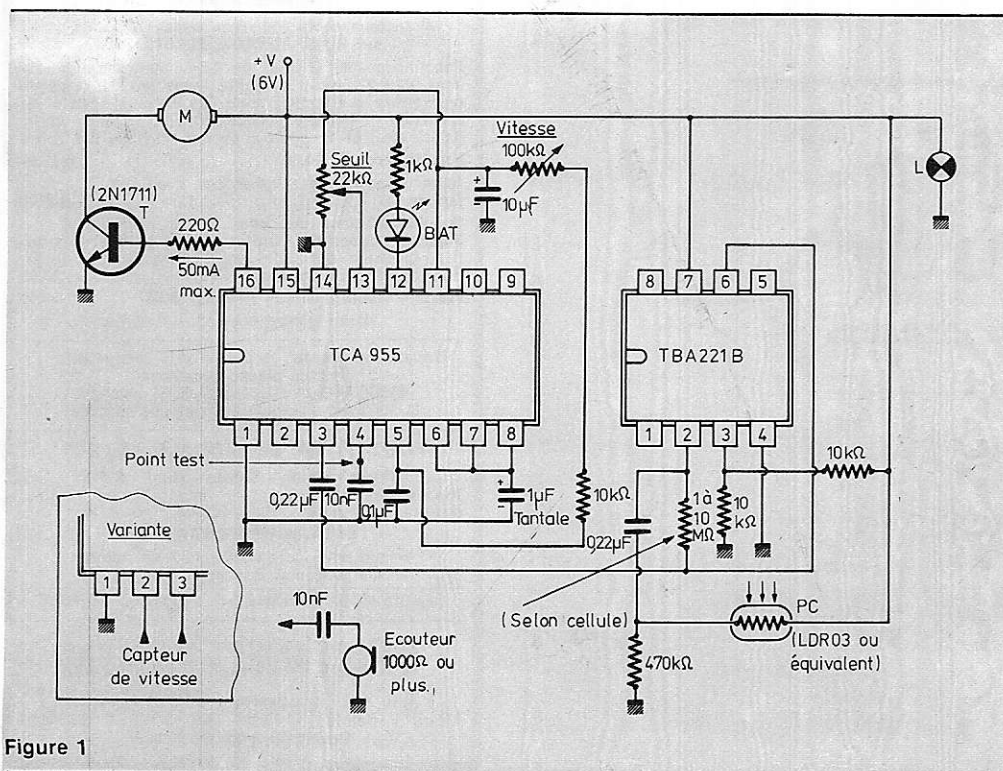 +V
(6V)
M
(2N1711)
T
220Ω
50mA
max.
Seuil
22kΩ
1kΩ
BAT
10µF
Vitesse
100kΩ
L
16 15 14 13 12 11 10 9
TCA 955
1 2 3 4 5 6 7 8
8 7 6 5
TBA221B
1 2 3 4
Point test
0,22µF
10nF
0,1µF
+
1µF
−
Tantale
10kΩ
0,22µF
1 à
10
MΩ
10
kΩ
10kΩ
(Selon cellule)
PC
(LDR03 ou
équivalent)
470kΩ
Variante
1 2 3
Capteur
de vitesse
10nF
Ecouteur
1000Ω ou
plus.
Figure 1